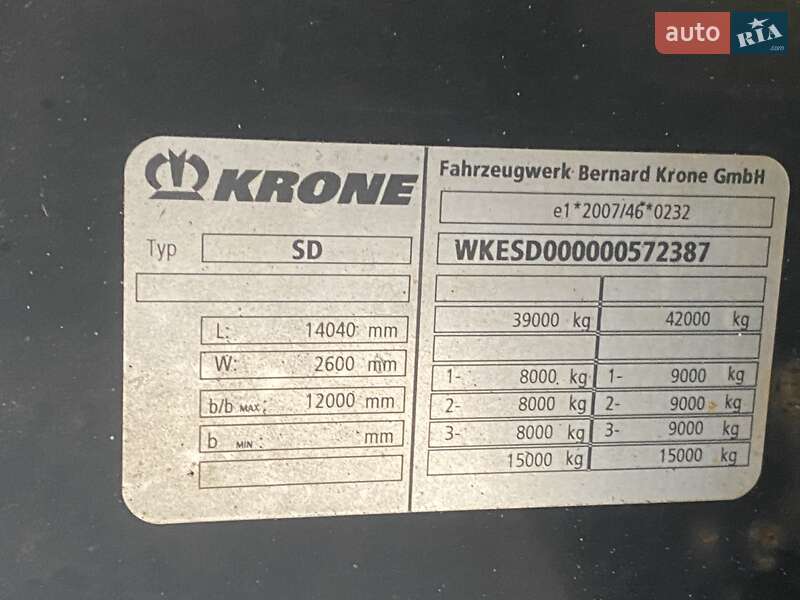 auto RIA .com
KRONE
Typ SD
L: 14040 mm
W: 2600 mm
b/b MAX: 12000 mm
b MIN : mm
Fahrzeugwerk Bernard Krone GmbH
e1*2007/46*0232
WKESD000000572387
39000 kg 42000 kg
1- 8000 kg 1- 9000 kg
2- 8000 kg 2- 9000 kg
3- 8000 kg 3- 9000 kg
15000 kg 15000 kg